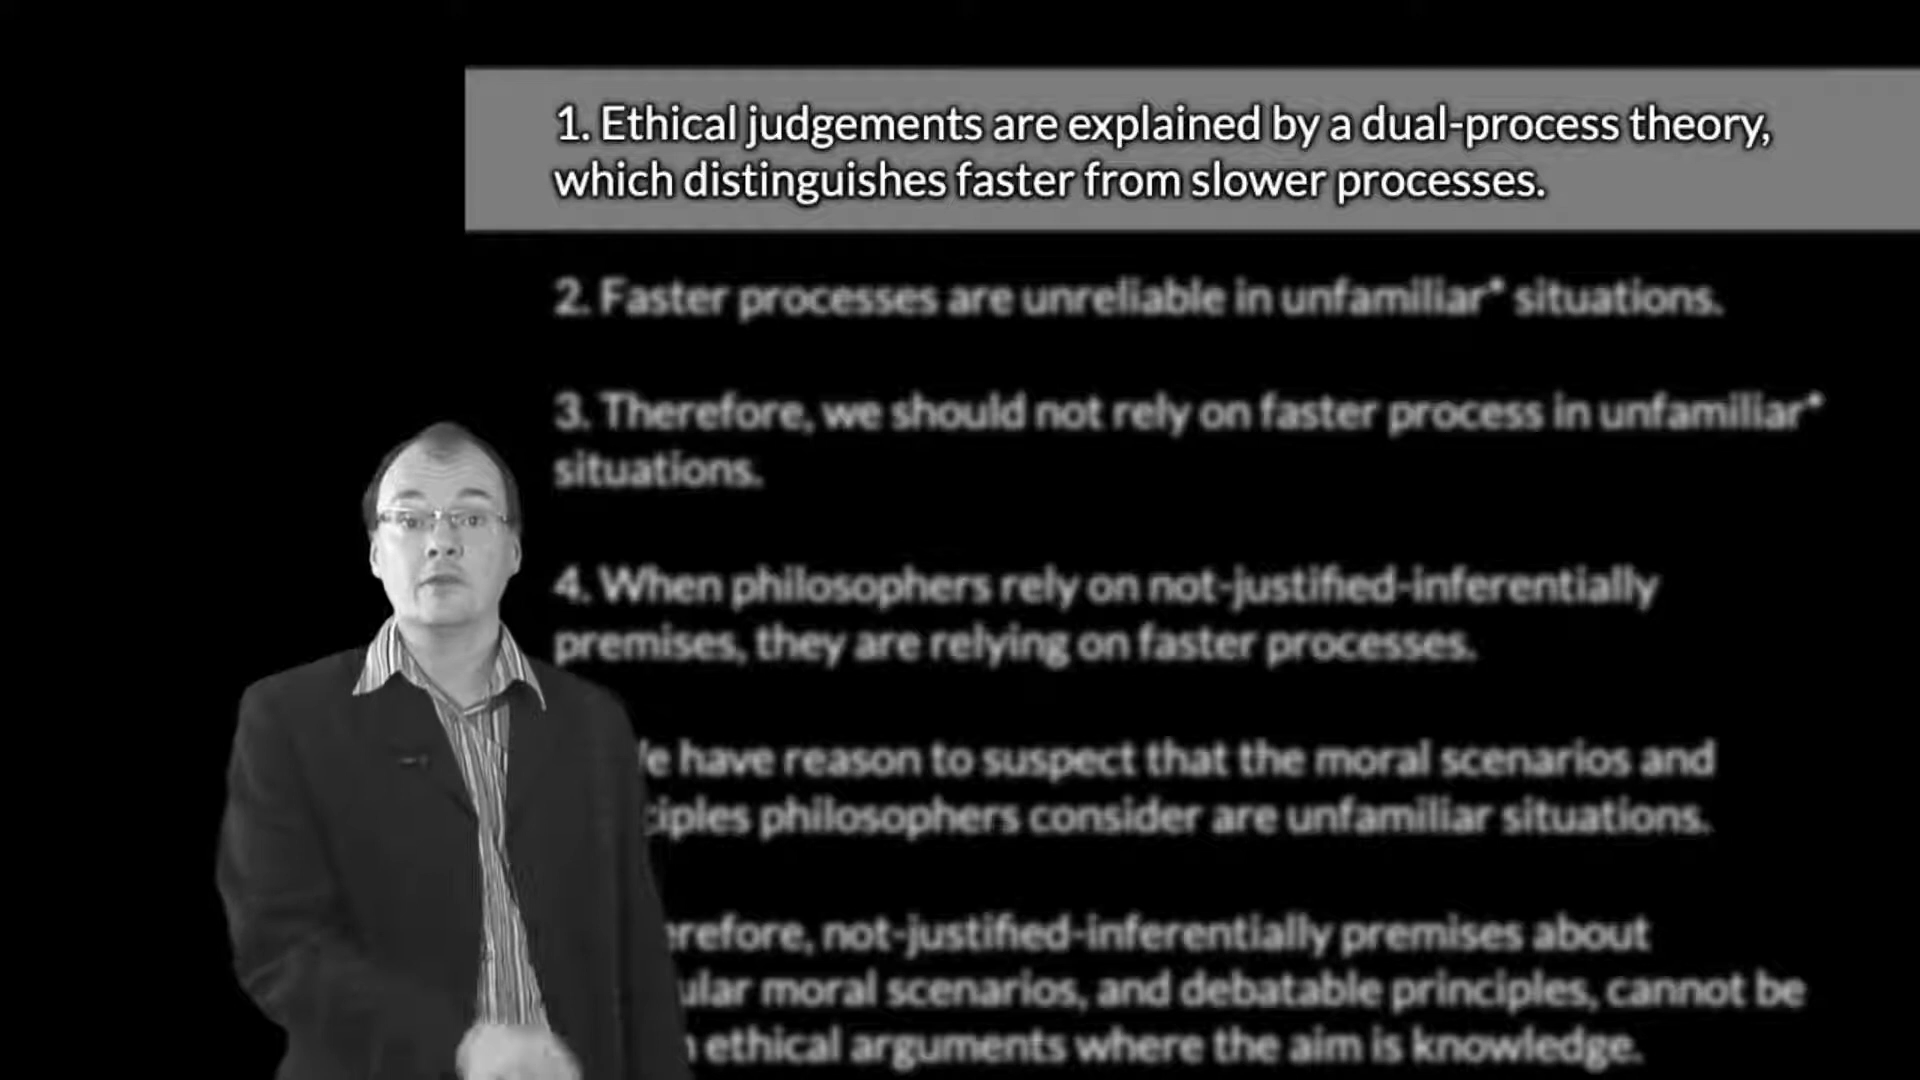 1. Ethical judgements are explained by a dual-process theory,
which distinguishes faster from slower processes.
2. Faster processes are unreliable in unfamiliar* situations.
3. Therefore, we should not rely on faster process in unfamiliar*
situations.
4. When philosophers rely on not-justified-inferentially
premises, they are relying on faster processes.
have reason to suspect that the moral scenarios and
philosophers consider are unfamiliar situations.
not-justified-inferentially premises about
moral scenarios, and debatable principles, cannot be
ethical arguments where the aim is knowledge.